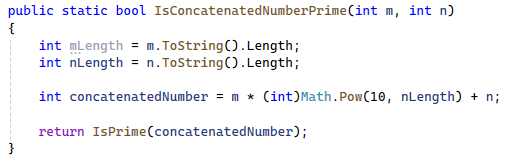 public static bool IsConcatenatedNumberPrime(int m, int n)
{
    int mLength = m.ToString().Length;
    int nLength = n.ToString().Length;
    int concatenatedNumber = m * (int)Math.Pow(10, nLength) + n;
    return IsPrime(concatenatedNumber);
}